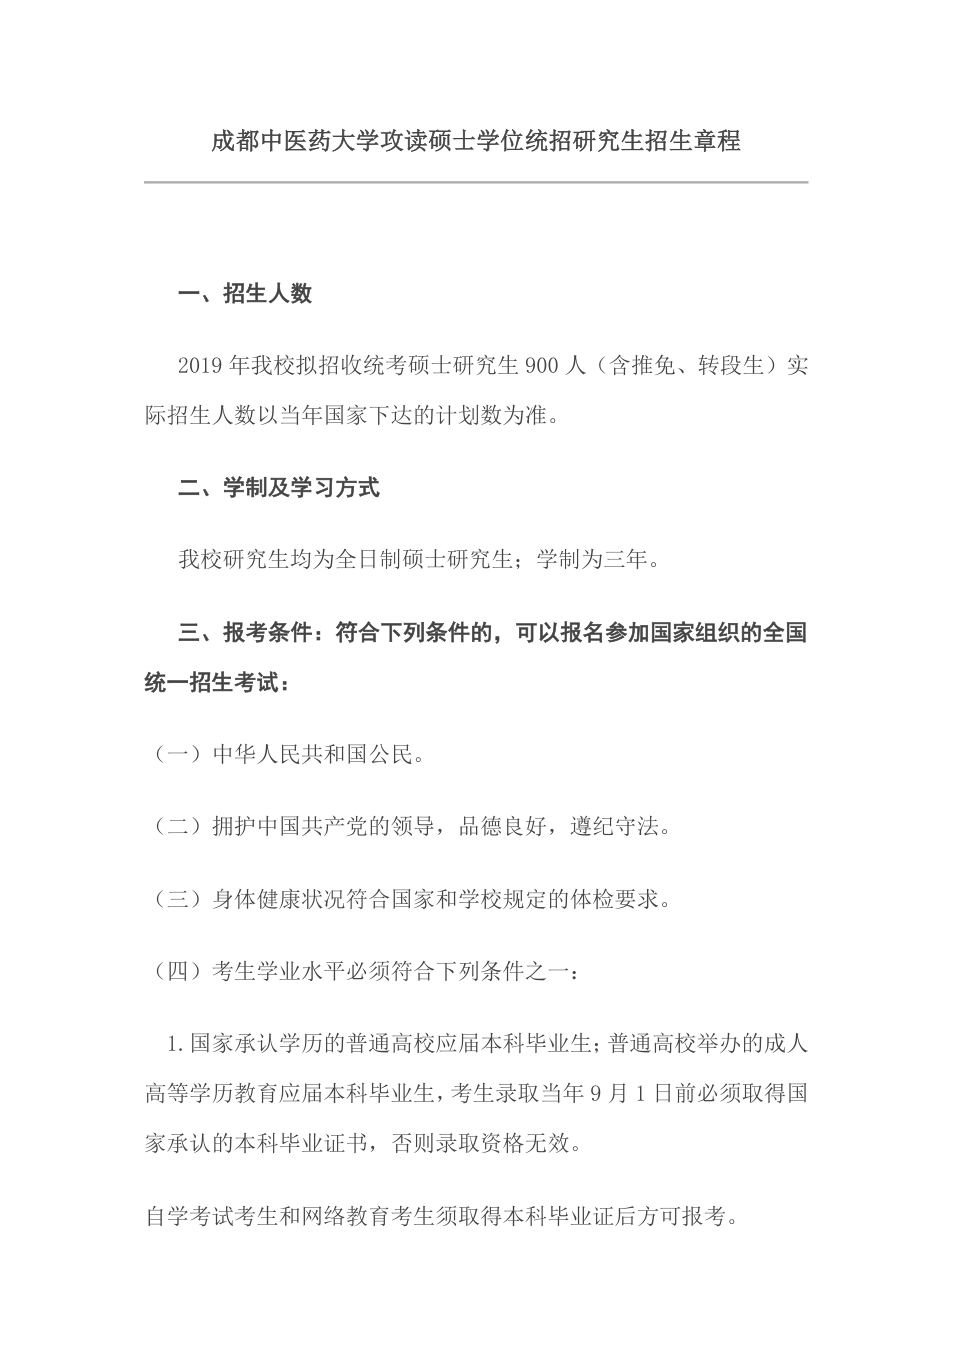 成都中医药大学攻读硕士学位统招研究生招生章程
一、招生人数
2019 年我校拟招收统考硕士研究生 900 人（含推免、转段生）实
际招生人数以当年国家下达的计划数为准。
二、学制及学习方式
我校研究生均为全日制硕士研究生；学制为三年。
三、报考条件：符合下列条件的，可以报名参加国家组织的全国
统一招生考试：
（一）中华人民共和国公民。
（二）拥护中国共产党的领导，品德良好，遵纪守法。
（三）身体健康状况符合国家和学校规定的体检要求。
（四）考生学业水平必须符合下列条件之一：
1.国家承认学历的普通高校应届本科毕业生；普通高校举办的成人
高等学历教育应届本科毕业生，考生录取当年 9 月 1 日前必须取得国
家承认的本科毕业证书，否则录取资格无效。
自学考试考生和网络教育考生须取得本科毕业证后方可报考。